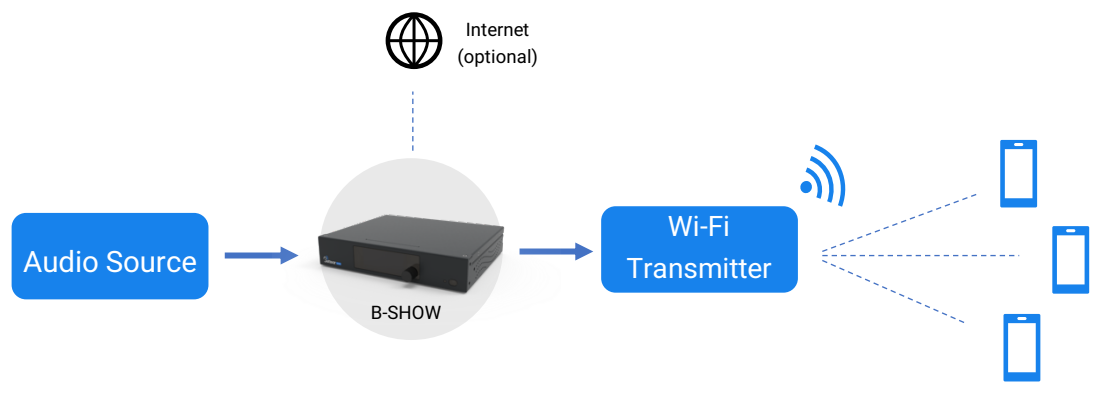 Internet
(optional)
Audio Source
B-SHOW
Wi-Fi
Transmitter